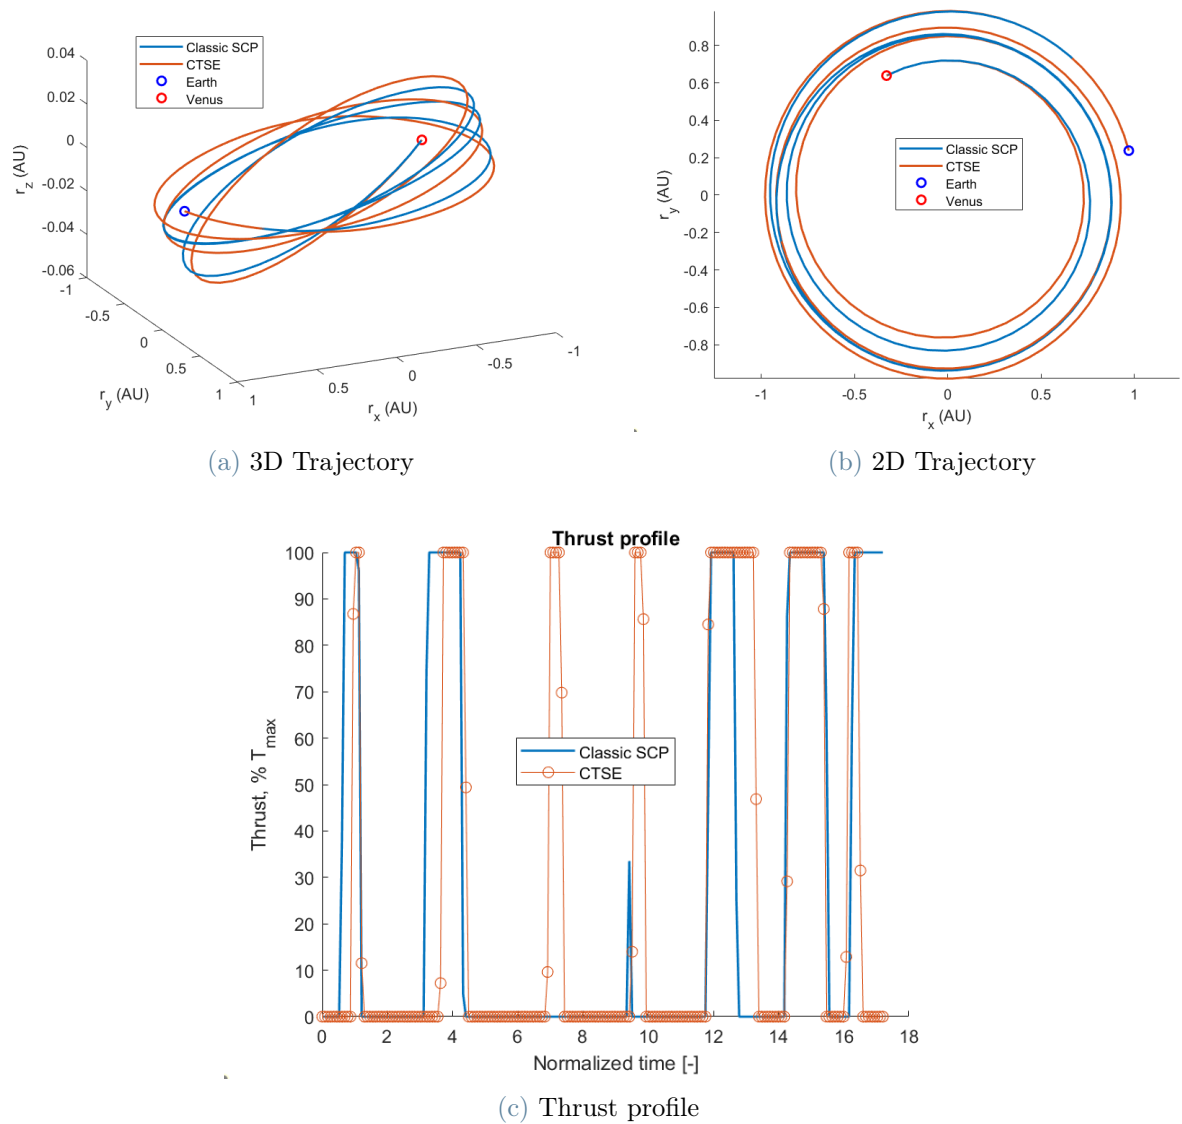 Classic SCP
CTSE
Earth
Venus
0.04
0.02
0
-0.02
-0.04
-0.06
r_z (AU)
-1
-0.5
0
0.5
1
r_y (AU)
1
0.5
0
-0.5
-1
r_x (AU)
(a) 3D Trajectory
0.8
0.6
0.4
0.2
0
-0.2
-0.4
-0.6
-0.8
r_y (AU)
Classic SCP
CTSE
Earth
Venus
-1
-0.5
0
0.5
1
r_x (AU)
(b) 2D Trajectory
Thrust profile
100
90
80
70
60
50
40
30
20
10
0
Thrust, % T_max
Classic SCP
CTSE
0 2 4 6 8 10 12 14 16 18
Normalized time [-]
(c) Thrust profile